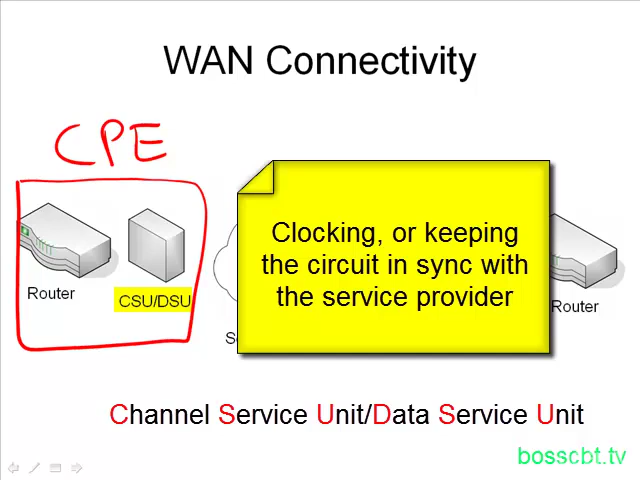 WAN Connectivity
CPE
Clocking, or keeping
the circuit in sync with
the service provider
Router
CSU/DSU
Router
Channel Service Unit/Data Service Unit
bosscbt.tv